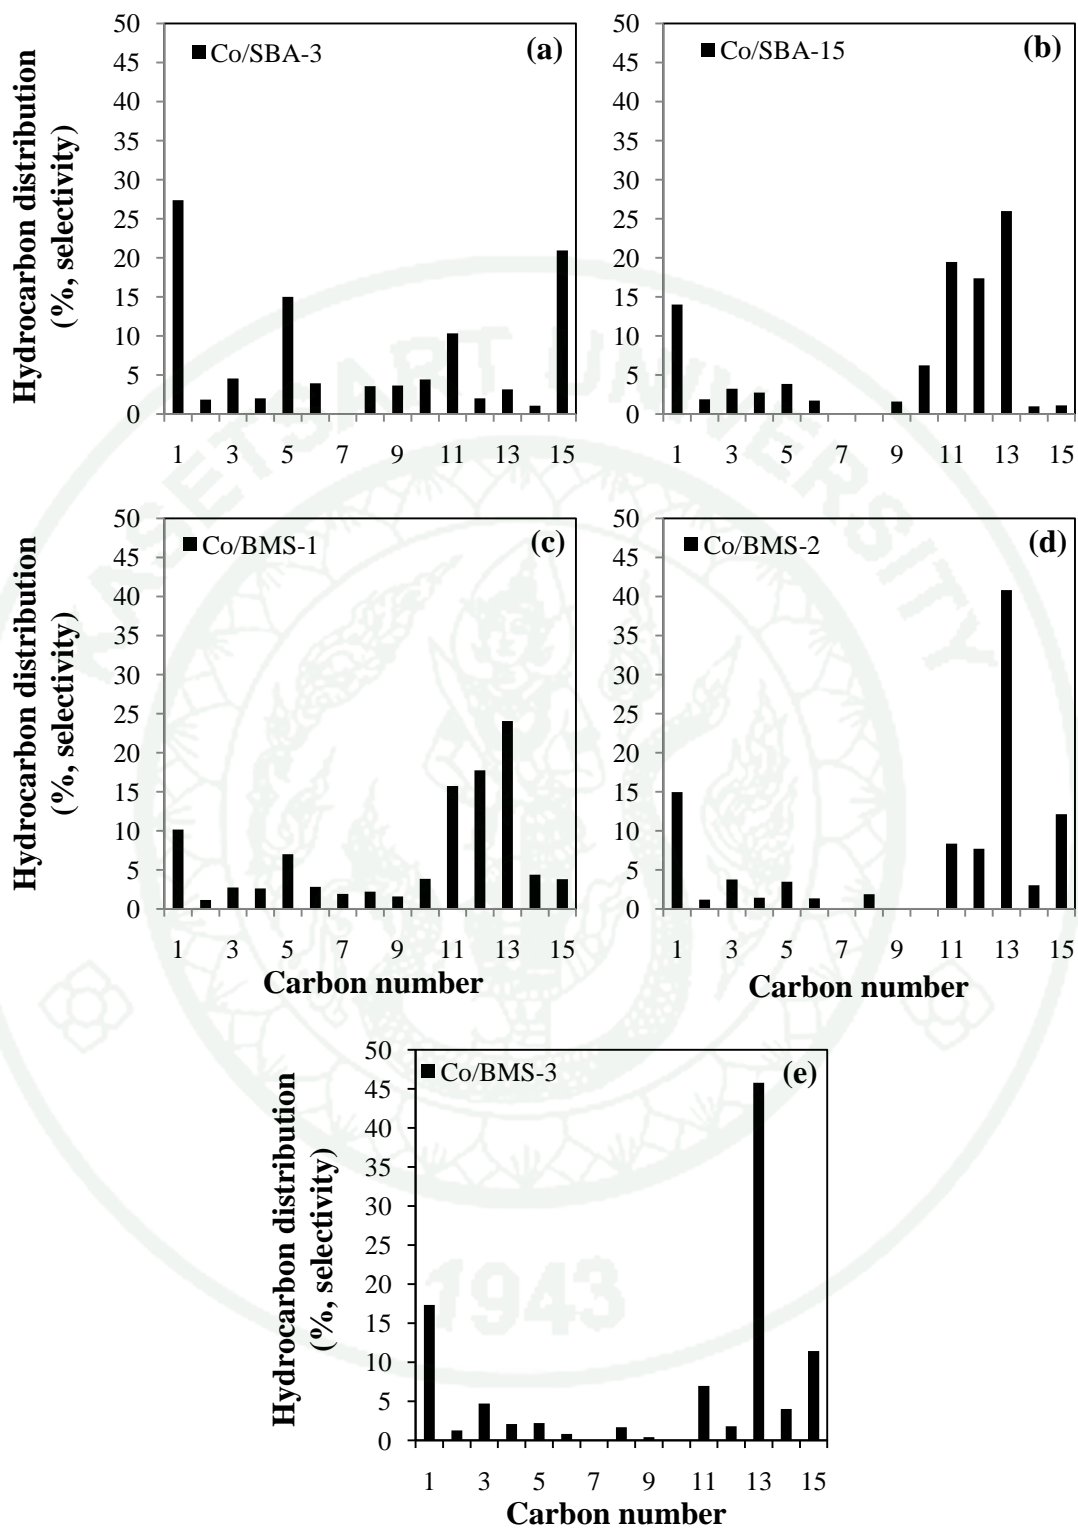 Hydrocarbon distribution
(%, selectivity)
50
45
40
35
30
25
20
15
10
5
0
Co/SBA-3
(a)
1 3 5 7 9 11 13 15
50
45
40
35
30
25
20
15
10
5
0
Co/SBA-15
(b)
1 3 5 7 9 11 13 15
Hydrocarbon distribution
(%, selectivity)
50
45
40
35
30
25
20
15
10
5
0
Co/BMS-1
(c)
1 3 5 7 9 11 13 15
Carbon number
50
45
40
35
30
25
20
15
10
5
0
Co/BMS-2
(d)
1 3 5 7 9 11 13 15
Carbon number
Hydrocarbon distribution
(%, selectivity)
50
45
40
35
30
25
20
15
10
5
0
Co/BMS-3
(e)
1 3 5 7 9 11 13 15
Carbon number
KASETSART UNIVERSITY
1943